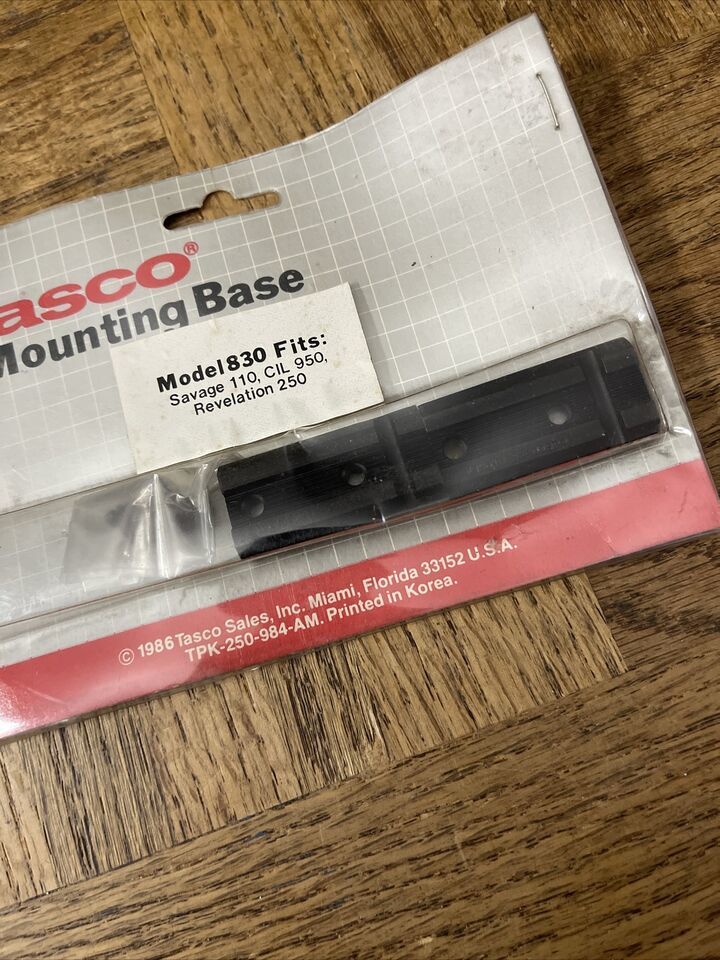 asco®
Mounting Base
Model 830 Fits:
Savage 110, CIL 950,
Revelation 250
© 1986 Tasco Sales, Inc. Miami, Florida 33152 U.S.A.
TPK-250-984-AM. Printed in Korea.